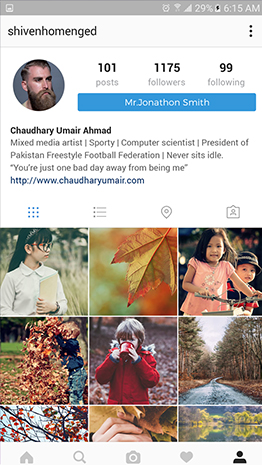 29% 6:15 AM
shivenhomenged
101 1175 99
posts followers following
Mr.Jonathon Smith
Chaudhary Umair Ahmad
Mixed media artist | Sporty | Computer scientist | President of
Pakistan Freestyle Football Federation | Never sits idle.
"You're just one bad day away from being me"
http://www.chaudharyumair.com